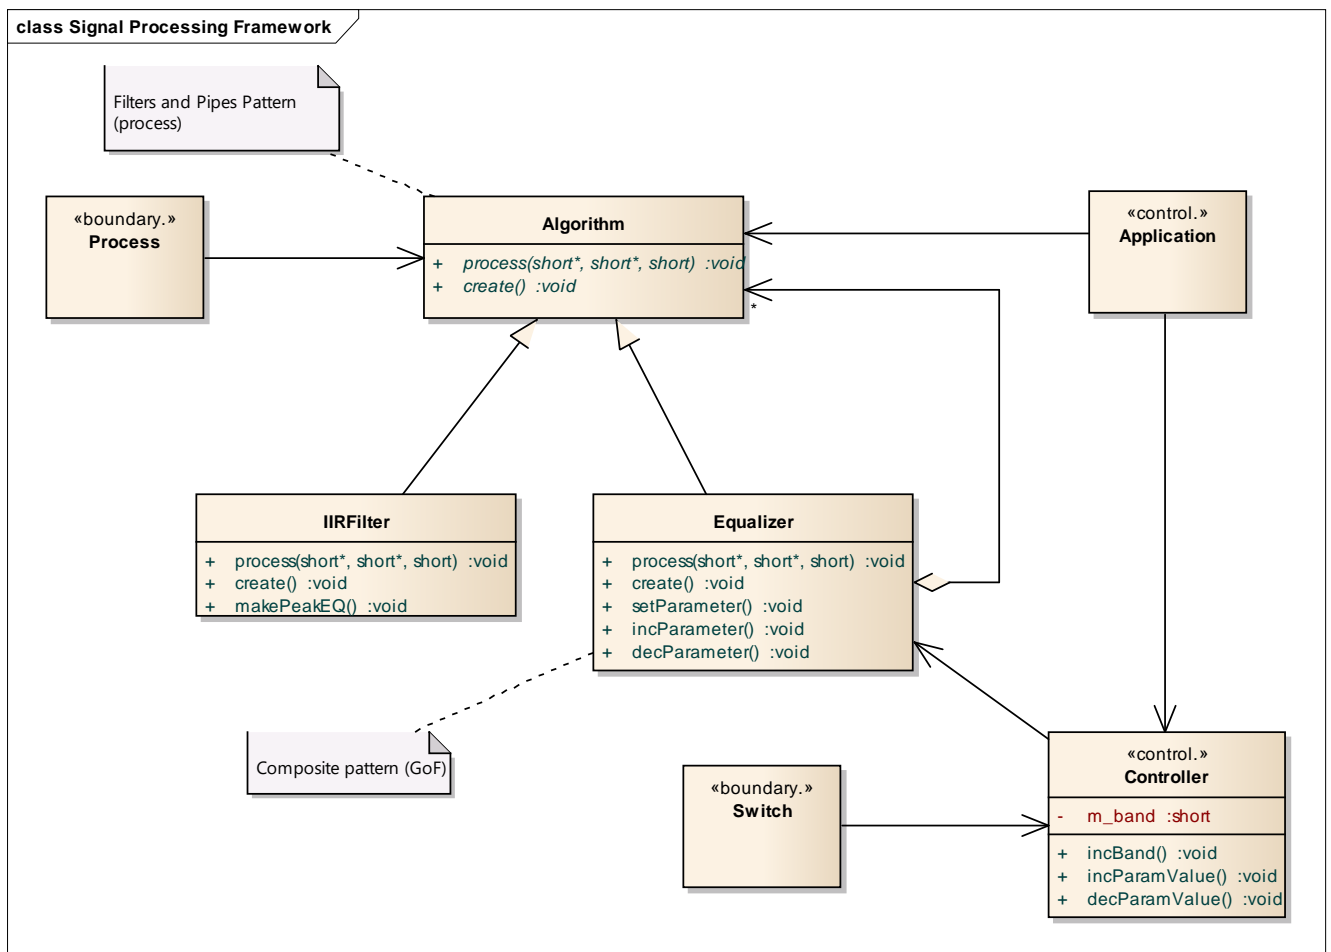 class Signal Processing Framework
Filters and Pipes Pattern
(process)
«boundary.»
Process
Algorithm
+ process(short*, short*, short) :void
+ create() :void
«control.»
Application
*
IIRFilter
+ process(short*, short*, short) :void
+ create() :void
+ makePeakEQ() :void
Equalizer
+ process(short*, short*, short) :void
+ create() :void
+ setParameter() :void
+ incParameter() :void
+ decParameter() :void
Composite pattern (GoF)
«boundary.»
Switch
«control.»
Controller
- m_band :short
+ incBand() :void
+ incParamValue() :void
+ decParamValue() :void